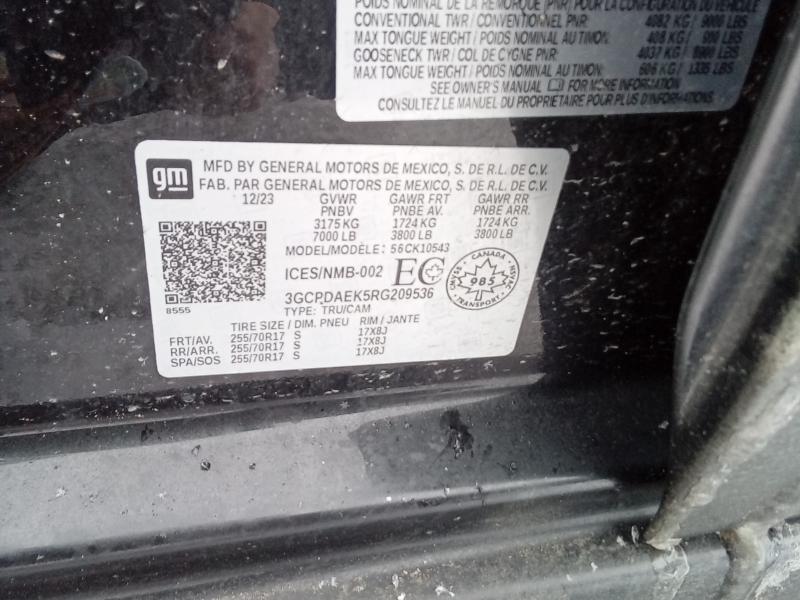 POIDS NOMINAL DE LA REMORQUE (PNR) POUR LA CONFIGURATION DU VÉHICULE
CONVENTIONAL TWR / CONVENTIONNEL PNR: 4082 KG / 9000 LBS
MAX TONGUE WEIGHT / POIDS NOMINAL AU TIMON: 408 KG / 900 LBS
GOOSENECK TWR / COL DE CYGNE PNR: 4037 KG / 8900 LBS
MAX TONGUE WEIGHT / POIDS NOMINAL AU TIMON: 606 KG / 1335 LBS
SEE OWNER'S MANUAL FOR MORE INFORMATION
CONSULTEZ LE MANUEL DU PROPRIETAIRE POUR PLUS D'INFORMATION
gm
MFD BY GENERAL MOTORS DE MEXICO, S. DE R.L. DE C.V.
FAB. PAR GENERAL MOTORS DE MEXICO, S. DE R.L. DE C.V.
12/23 GVWR GAWR FRT GAWR RR
PNBV PNBE AV. PNBE ARR.
3175 KG 1724 KG 1724 KG
7000 LB 3800 LB 3800 LB
MODEL/MODÈLE: 56CK10543
ICES/NMB-002 EC
CANADA
985
TRANSPORT
3GCPDAEK5RG209536
8555
TYPE: TRU/CAM
TIRE SIZE / DIM. PNEU RIM / JANTE
FRT/AV. 255/70R17 S 17X8J
RR/ARR. 255/70R17 S 17X8J
SPA/SOS 255/70R17 S 17X8J